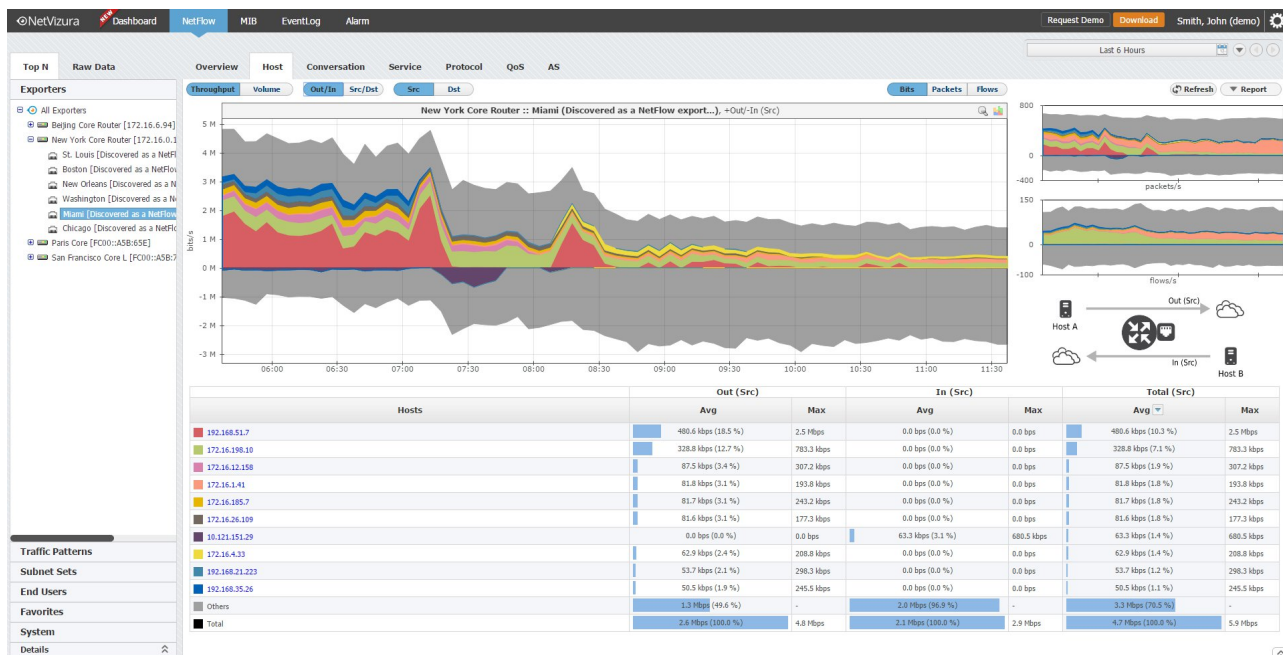 NetVizura NEW Dashboard NetFlow MIB EventLog Alarm Request Demo Download Smith, John (demo)
Last 6 Hours
Top N Raw Data Overview Host Conversation Service Protocol QoS AS
Exporters Throughput Volume Out/In Src/Dst Src Dst Bits Packets Flows Refresh Report
All Exporters
Beijing Core Router [172.16.6.94]
New York Core Router [172.16.0.1
St. Louis [Discovered as a NetFl
Boston [Discovered as a NetFlov
New Orleans [Discovered as a N
Washington [Discovered as a N
Miami [Discovered as a NetFlow
Chicago [Discovered as a NetFlc
Paris Core [FC00::A5B:65E]
San Francisco Core L [FC00::A5B:7
New York Core Router :: Miami (Discovered as a NetFlow export...), +Out/-In (Src)
bits/s
5 M
4 M
3 M
2 M
1 M
0 M
-1 M
-2 M
-3 M
06:00 06:30 07:00 07:30 08:00 08:30 09:00 09:30 10:00 10:30 11:00 11:30
800
0
-400
packets/s
150
0
-100
flows/s
Out (Src)
Host A
In (Src)
Host B
Out (Src) In (Src) Total (Src)
Hosts Avg Max Avg Max Avg Max
192.168.51.7 480.6 kbps (18.5 %) 2.5 Mbps 0.0 bps (0.0 %) 0.0 bps 480.6 kbps (10.3 %) 2.5 Mbps
172.16.198.10 328.8 kbps (12.7 %) 783.3 kbps 0.0 bps (0.0 %) 0.0 bps 328.8 kbps (7.1 %) 783.3 kbps
172.16.12.158 87.5 kbps (3.4 %) 307.2 kbps 0.0 bps (0.0 %) 0.0 bps 87.5 kbps (1.9 %) 307.2 kbps
172.16.1.41 81.8 kbps (3.1 %) 193.8 kbps 0.0 bps (0.0 %) 0.0 bps 81.8 kbps (1.8 %) 193.8 kbps
172.16.185.7 81.7 kbps (3.1 %) 243.2 kbps 0.0 bps (0.0 %) 0.0 bps 81.7 kbps (1.8 %) 243.2 kbps
172.16.26.109 81.6 kbps (3.1 %) 177.3 kbps 0.0 bps (0.0 %) 0.0 bps 81.6 kbps (1.8 %) 177.3 kbps
10.121.151.29 0.0 bps (0.0 %) 0.0 bps 63.3 kbps (3.1 %) 680.5 kbps 63.3 kbps (1.4 %) 680.5 kbps
172.16.4.33 62.9 kbps (2.4 %) 208.8 kbps 0.0 bps (0.0 %) 0.0 bps 62.9 kbps (1.4 %) 208.8 kbps
192.168.21.223 53.7 kbps (2.1 %) 298.3 kbps 0.0 bps (0.0 %) 0.0 bps 53.7 kbps (1.2 %) 298.3 kbps
192.168.35.26 50.5 kbps (1.9 %) 245.5 kbps 0.0 bps (0.0 %) 0.0 bps 50.5 kbps (1.1 %) 245.5 kbps
Others 1.3 Mbps (49.6 %) - 2.0 Mbps (96.9 %) - 3.3 Mbps (70.5 %) -
Total 2.6 Mbps (100.0 %) 4.8 Mbps 2.1 Mbps (100.0 %) 2.9 Mbps 4.7 Mbps (100.0 %) 5.9 Mbps
Traffic Patterns
Subnet Sets
End Users
Favorites
System
Details